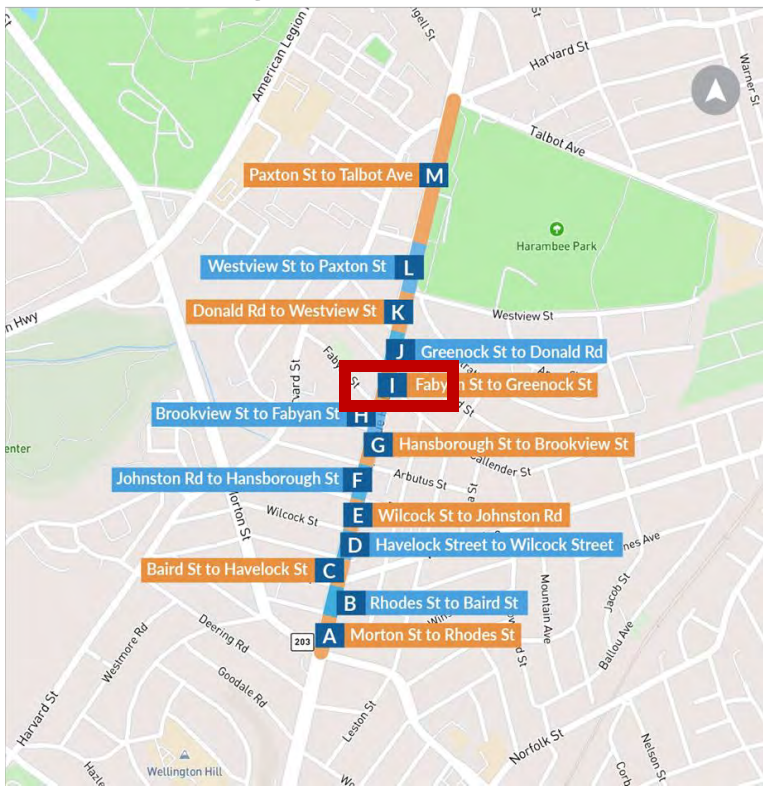 American Legion
Harvard St
Warner St
Talbot Ave
Paxton St to Talbot Ave M
Harambee Park
Westview St to Paxton St L
Donald Rd to Westview St K
Westview St
n Hwy
J Greenock St to Donald Rd
I Fabyan St to Greenock St
Brookview St to Fabyan St H
G Hansborough St to Brookview St
enter
Callender St
Johnston Rd to Hansborough St F
Arbutus St
Morton St
Wilcock St
E Wilcock St to Johnston Rd
D Havelock Street to Wilcock Street
nes Ave
Baird St to Havelock St C
Mountain Ave
Jacob St
B Rhodes St to Baird St
203 A Morton St to Rhodes St
Deering Rd
Westmore Rd
Ballou Ave
Goodale Rd
Harvard St
Leston St
Norfolk St
Nelson St
Wellington Hill